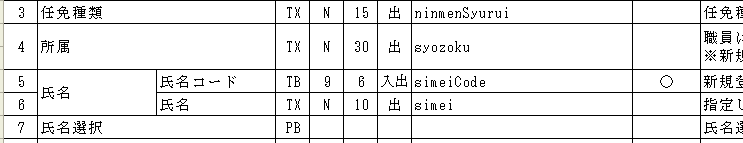 3 任免種類 TX N 15 出 ninmenSyurui 任免種
4 所属 TX N 30 出 syozoku 職員に
※新規
5 氏名 氏名コード TB 9 6 入出 simeiCode ○ 新規登
6 氏名 TX N 10 出 simei 指定し
7 氏名選択 PB 氏名選